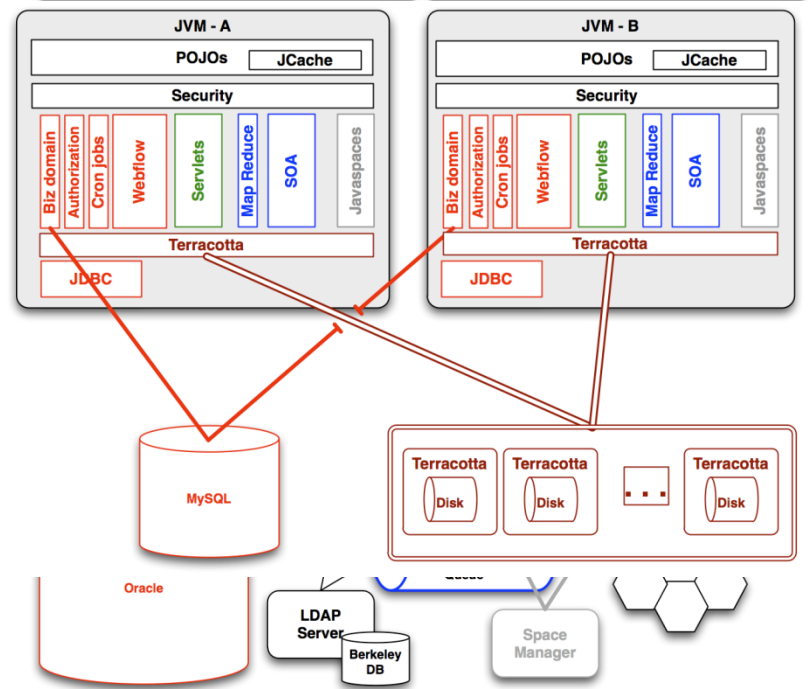 JVM - A
POJOs
JCache
Security
Biz domain
Authorization
Cron jobs
Webflow
Servlets
Map Reduce
SOA
Javaspaces
Terracotta
JDBC
JVM - B
POJOs
JCache
Security
Biz domain
Authorization
Cron jobs
Webflow
Servlets
Map Reduce
SOA
Javaspaces
Terracotta
JDBC
MySQL
Terracotta
Disk
Terracotta
Disk
...
Terracotta
Disk
Oracle
LDAP
Server
Berkeley
DB
Queue
Space
Manager